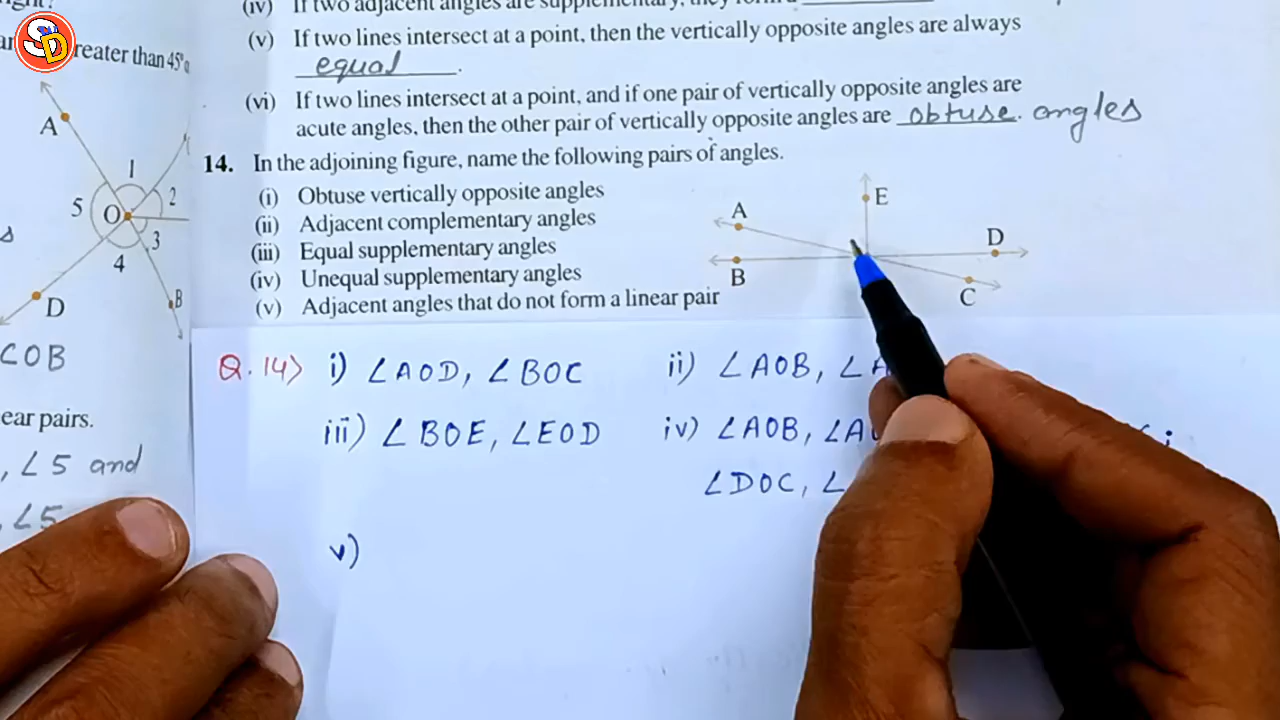 (iv) If two adjacent angles are supplementary, they form
(v) If two lines intersect at a point, then the vertically opposite angles are always
equal.
(vi) If two lines intersect at a point, and if one pair of vertically opposite angles are
acute angles, then the other pair of vertically opposite angles are obtuse. angles
14. In the adjoining figure, name the following pairs of angles.
(i) Obtuse vertically opposite angles
(ii) Adjacent complementary angles
(iii) Equal supplementary angles
(iv) Unequal supplementary angles
(v) Adjacent angles that do not form a linear pair
E
A
D
B
C
Q.14> i) ∠AOD, ∠BOC ii) ∠AOB, ∠A
iii) ∠BOE, ∠EOD iv) ∠AOB, ∠A
∠DOC, ∠
v)
SD
reater than 45°
A
1
5
O
2
3
4
D
B
COB
ear pairs.
, ∠5 and
, ∠5